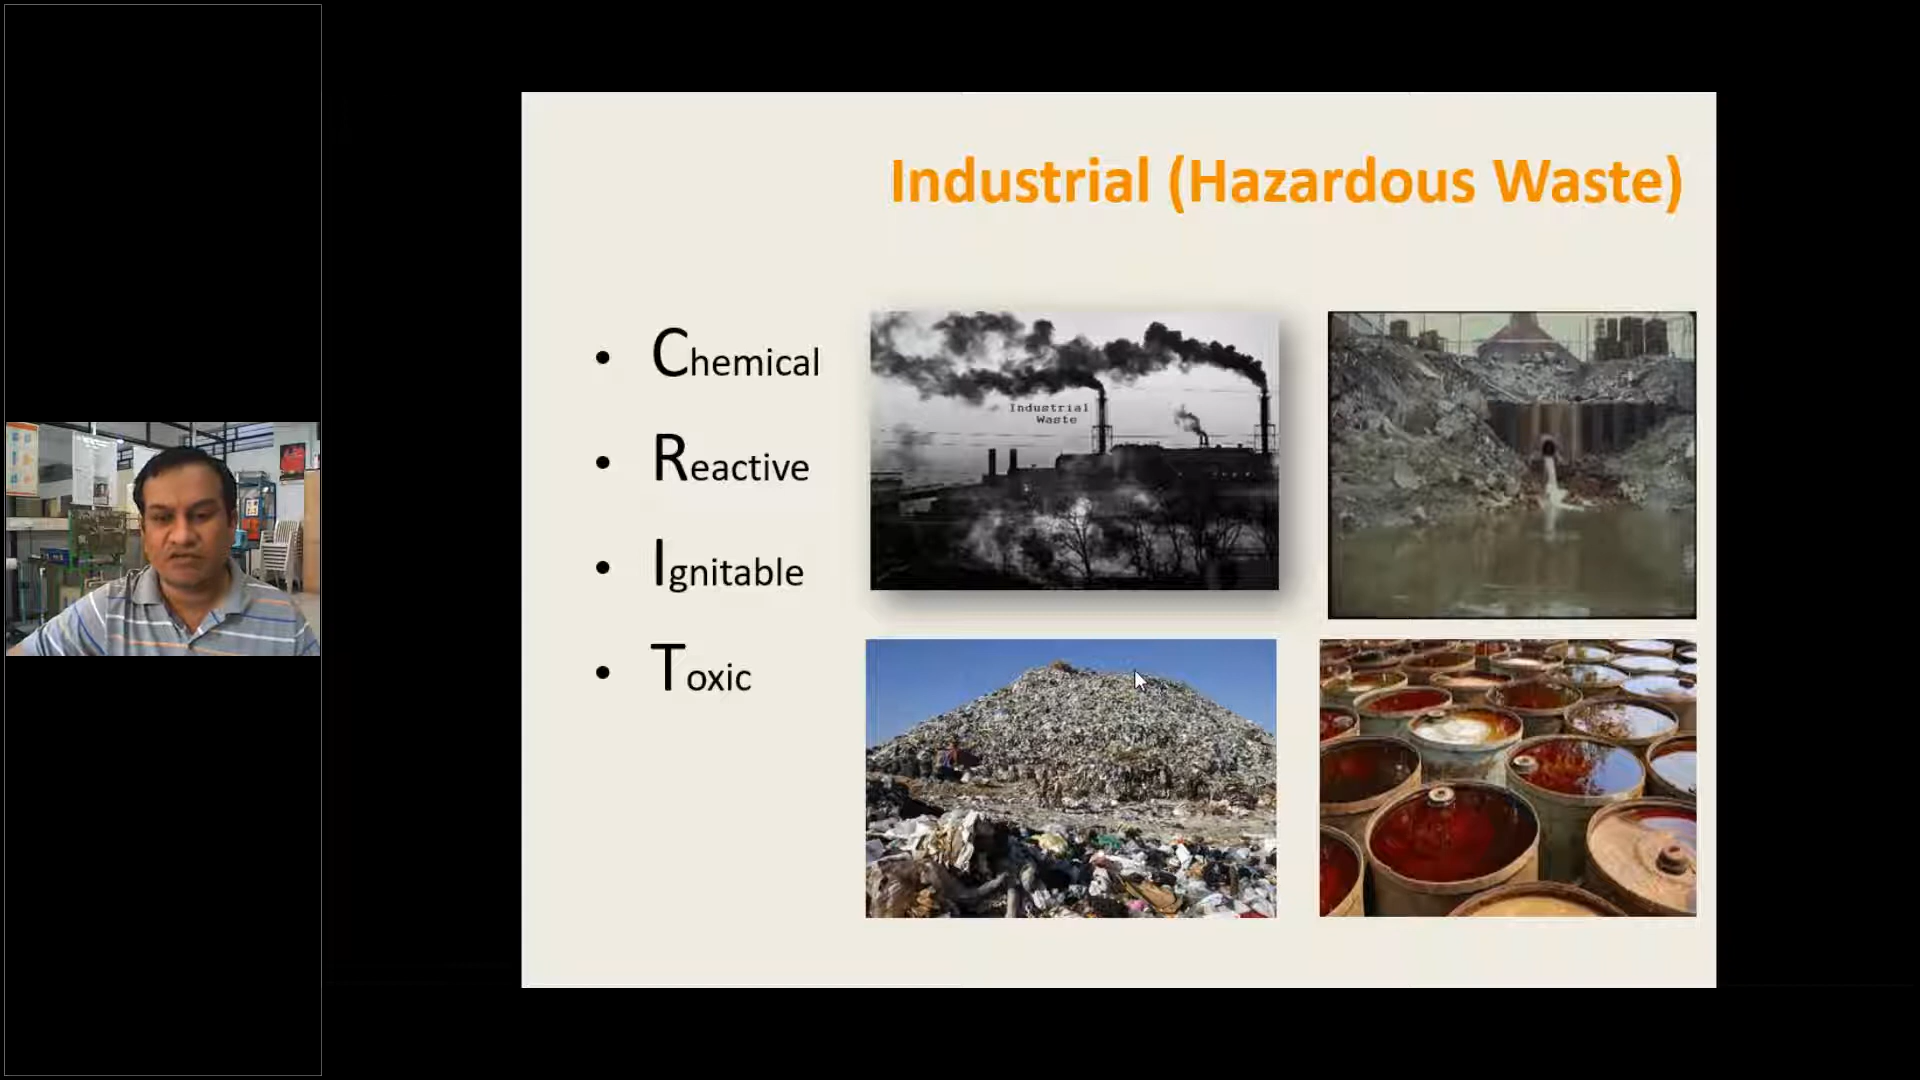 Industrial (Hazardous Waste)
• Chemical
• Reactive
• Ignitable
• Toxic
Industrial
Waste